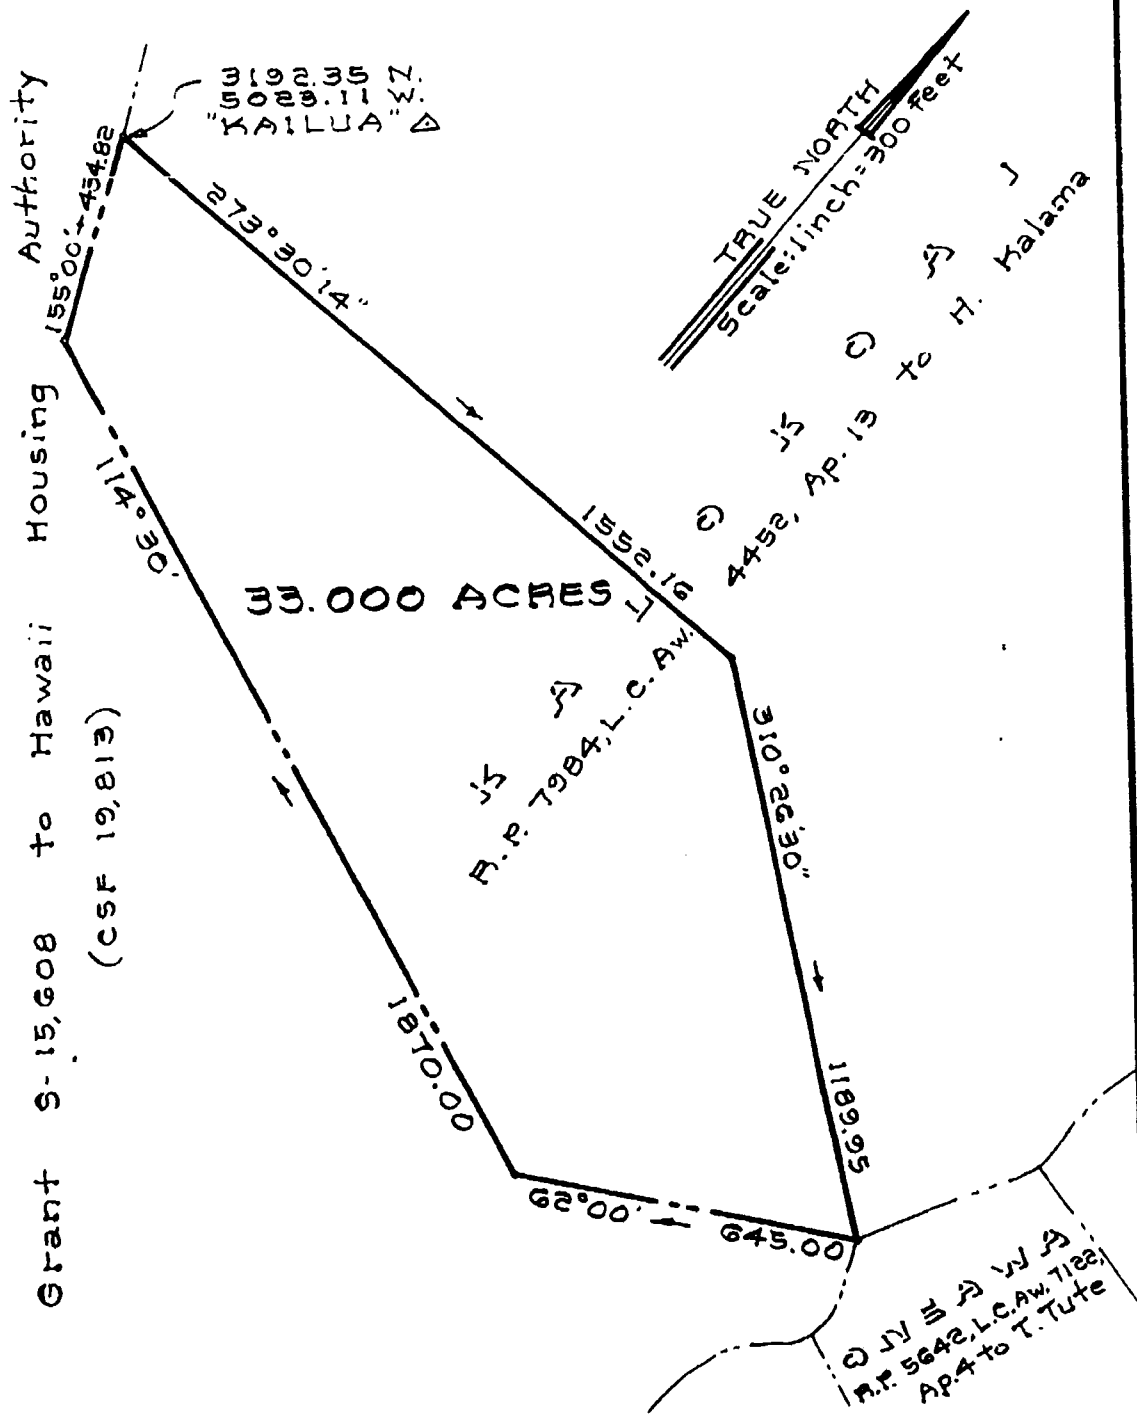 3192.35 N.
5023.11 W.
"KAILUA" △
TRUE NORTH
Scale: 1inch=300 feet
155°00' 434.82
273°30'14"
1552.16
310°26'30"
1189.95
645.00
62°00'
1870.00
114°30'
33.000 ACRES
R.P. 7984, L.C. Aw. 4452, Ap. 13 to H. Kalama
R.P. 5642, L.C.Aw. 7122,
Ap.4 to T. Tute
Grant S-15,608 to Hawaii Housing Authority
(CSF 19,813)